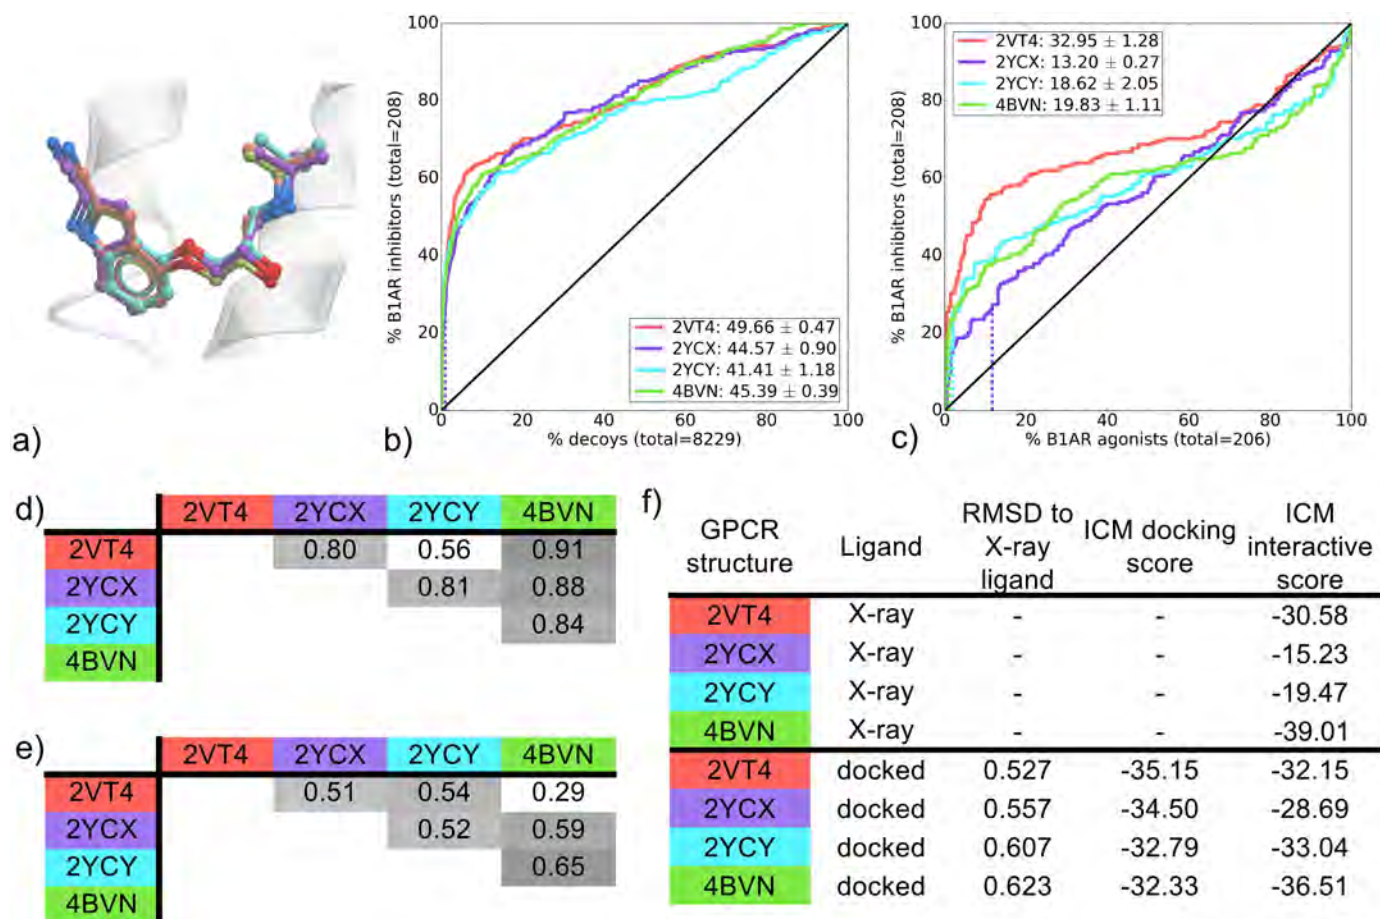 a)
100
80
60
40
20
0
% B1AR inhibitors (total=208)
2VT4: 49.66 ± 0.47
2YCX: 44.57 ± 0.90
2YCY: 41.41 ± 1.18
4BVN: 45.39 ± 0.39
0 20 40 60 80 100
% decoys (total=8229)
b)
100
80
60
40
20
0
% B1AR inhibitors (total=208)
2VT4: 32.95 ± 1.28
2YCX: 13.20 ± 0.27
2YCY: 18.62 ± 2.05
4BVN: 19.83 ± 1.11
0 20 40 60 80 100
% B1AR agonists (total=206)
c)
d)
2VT4 2YCX 2YCY 4BVN
2VT4 0.80 0.56 0.91
2YCX 0.81 0.88
2YCY 0.84
4BVN
e)
2VT4 2YCX 2YCY 4BVN
2VT4 0.51 0.54 0.29
2YCX 0.52 0.59
2YCY 0.65
4BVN
f)
GPCR structure Ligand RMSD to X-ray ligand ICM docking score ICM interactive score
2VT4 X-ray - - -30.58
2YCX X-ray - - -15.23
2YCY X-ray - - -19.47
4BVN X-ray - - -39.01
2VT4 docked 0.527 -35.15 -32.15
2YCX docked 0.557 -34.50 -28.69
2YCY docked 0.607 -32.79 -33.04
4BVN docked 0.623 -32.33 -36.51